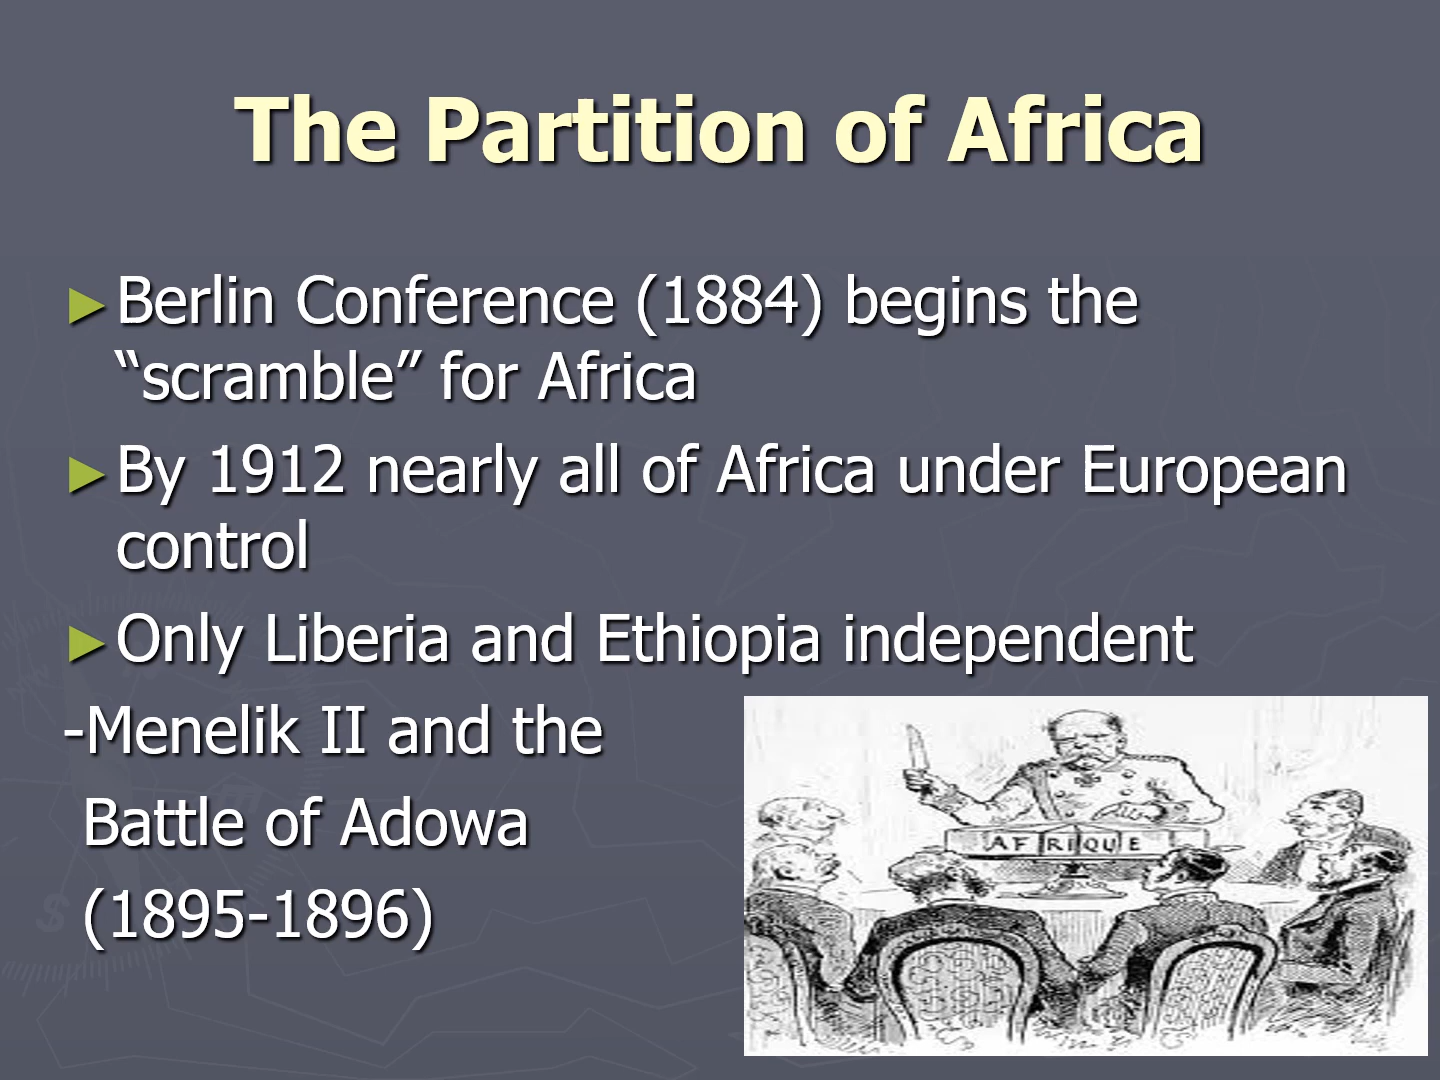 The Partition of Africa
► Berlin Conference (1884) begins the
“scramble” for Africa
► By 1912 nearly all of Africa under European
control
► Only Liberia and Ethiopia independent
-Menelik II and the
Battle of Adowa
(1895-1896)
AFRIQUE